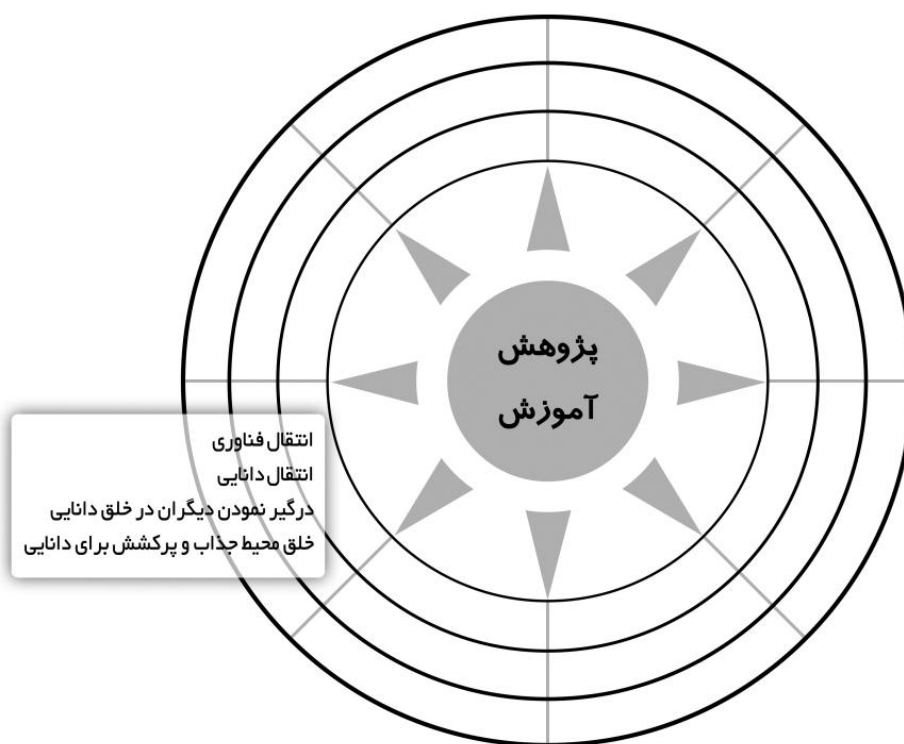 پژوهش
آموزش
انتقال فناوری
انتقال دانایی
درگیر نمودن دیگران در خلق دانایی
خلق محیط جذاب و پرکشش برای دانایی